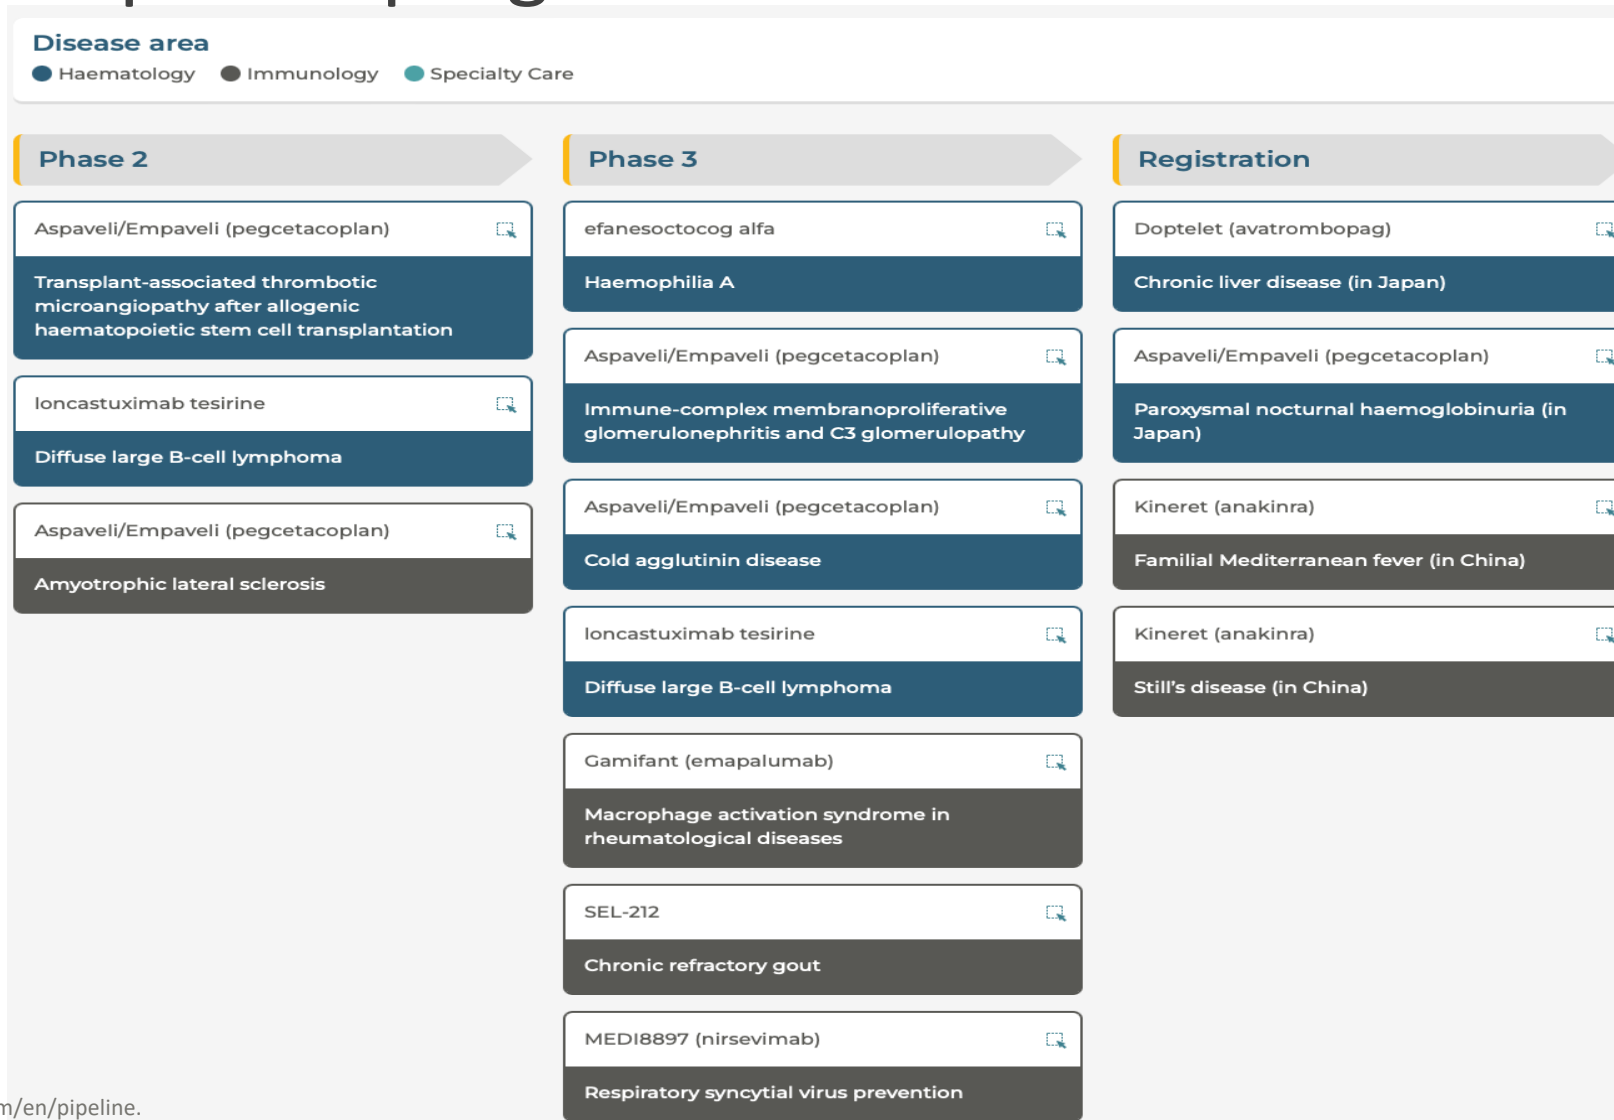 Disease area
Haematology Immunology Specialty Care
Phase 2
Aspaveli/Empaveli (pegcetacoplan)
Transplant-associated thrombotic
microangiopathy after allogenic
haematopoietic stem cell transplantation
loncastuximab tesirine
Diffuse large B-cell lymphoma
Aspaveli/Empaveli (pegcetacoplan)
Amyotrophic lateral sclerosis
Phase 3
efanesoctocog alfa
Haemophilia A
Aspaveli/Empaveli (pegcetacoplan)
Immune-complex membranoproliferative
glomerulonephritis and C3 glomerulopathy
Aspaveli/Empaveli (pegcetacoplan)
Cold agglutinin disease
loncastuximab tesirine
Diffuse large B-cell lymphoma
Gamifant (emapalumab)
Macrophage activation syndrome in
rheumatological diseases
SEL-212
Chronic refractory gout
MEDI8897 (nirsevimab)
Respiratory syncytial virus prevention
Registration
Doptelet (avatrombopag)
Chronic liver disease (in Japan)
Aspaveli/Empaveli (pegcetacoplan)
Paroxysmal nocturnal haemoglobinuria (in
Japan)
Kineret (anakinra)
Familial Mediterranean fever (in China)
Kineret (anakinra)
Still’s disease (in China)
m/en/pipeline.